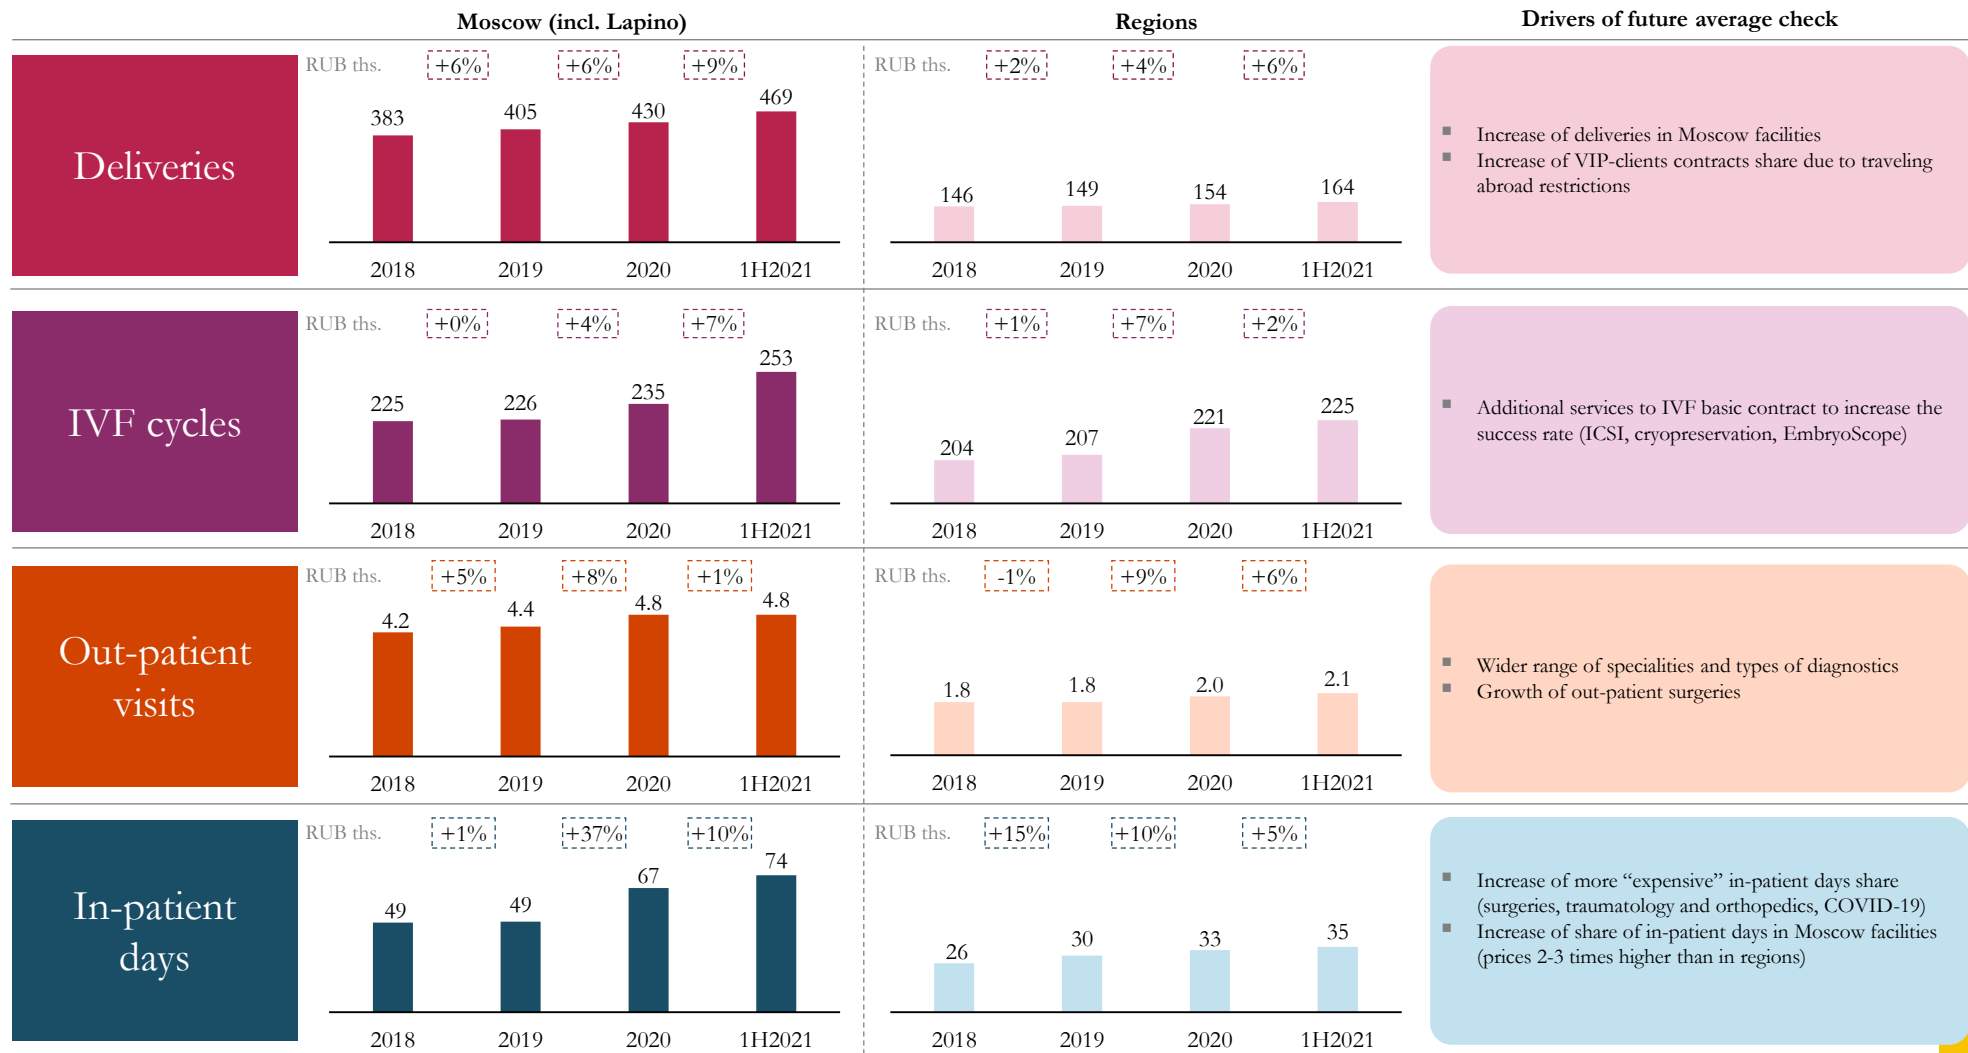 Moscow (incl. Lapino)
Regions
Drivers of future average check
Deliveries
RUB ths.
+6%
+6%
+9%
383
405
430
469
2018
2019
2020
1H2021
RUB ths.
+2%
+4%
+6%
146
149
154
164
2018
2019
2020
1H2021
■ Increase of deliveries in Moscow facilities
■ Increase of VIP-clients contracts share due to traveling
abroad restrictions
IVF cycles
RUB ths.
+0%
+4%
+7%
225
226
235
253
2018
2019
2020
1H2021
RUB ths.
+1%
+7%
+2%
204
207
221
225
2018
2019
2020
1H2021
■ Additional services to IVF basic contract to increase the
success rate (ICSI, cryopreservation, EmbryoScope)
Out-patient
visits
RUB ths.
+5%
+8%
+1%
4.2
4.4
4.8
4.8
2018
2019
2020
1H2021
RUB ths.
-1%
+9%
+6%
1.8
1.8
2.0
2.1
2018
2019
2020
1H2021
■ Wider range of specialities and types of diagnostics
■ Growth of out-patient surgeries
In-patient
days
RUB ths.
+1%
+37%
+10%
49
49
67
74
2018
2019
2020
1H2021
RUB ths.
+15%
+10%
+5%
26
30
33
35
2018
2019
2020
1H2021
■ Increase of more “expensive” in-patient days share
(surgeries, traumatology and orthopedics, COVID-19)
■ Increase of share of in-patient days in Moscow facilities
(prices 2-3 times higher than in regions)